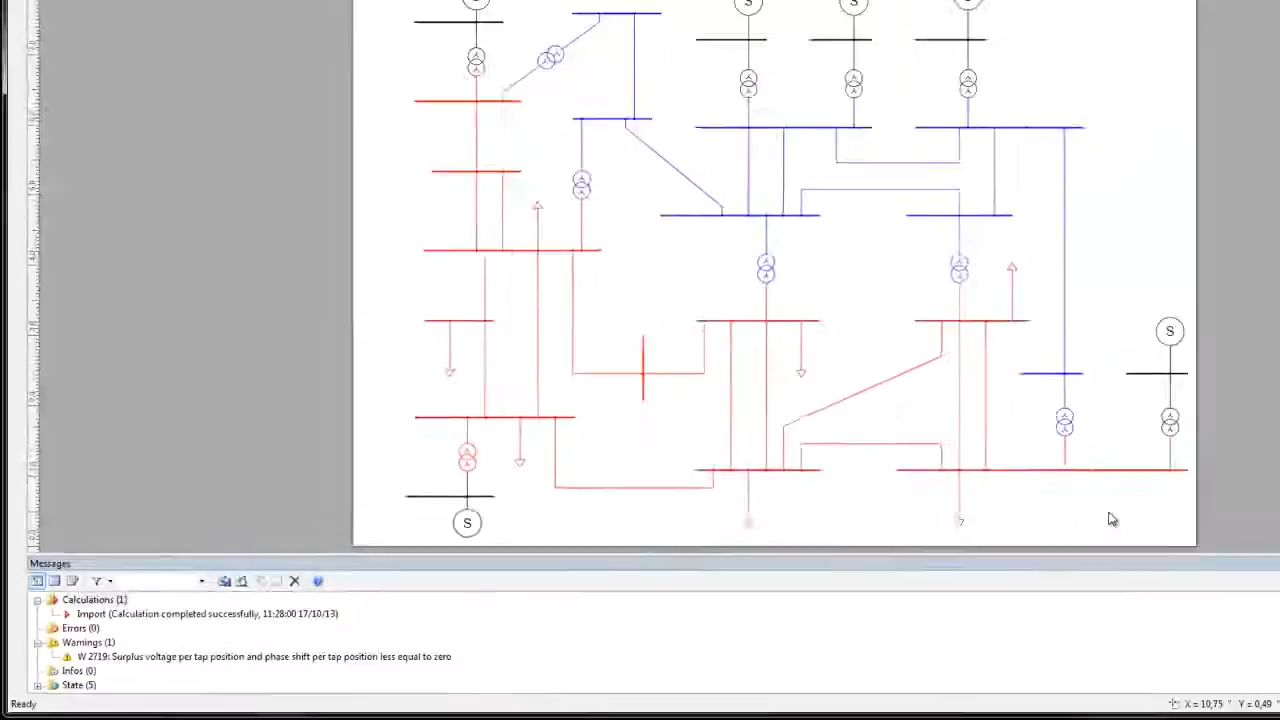 S
S
S
S
S
Messages
Calculations (1)
Import (Calculation completed successfully, 11:28:00 17/10/13)
Errors (0)
Warnings (1)
W 2719: Surplus voltage per tap position and phase shift per tap position less equal to zero
Infos (0)
State (5)
Ready
X = 10,75 " Y = 0,49 "